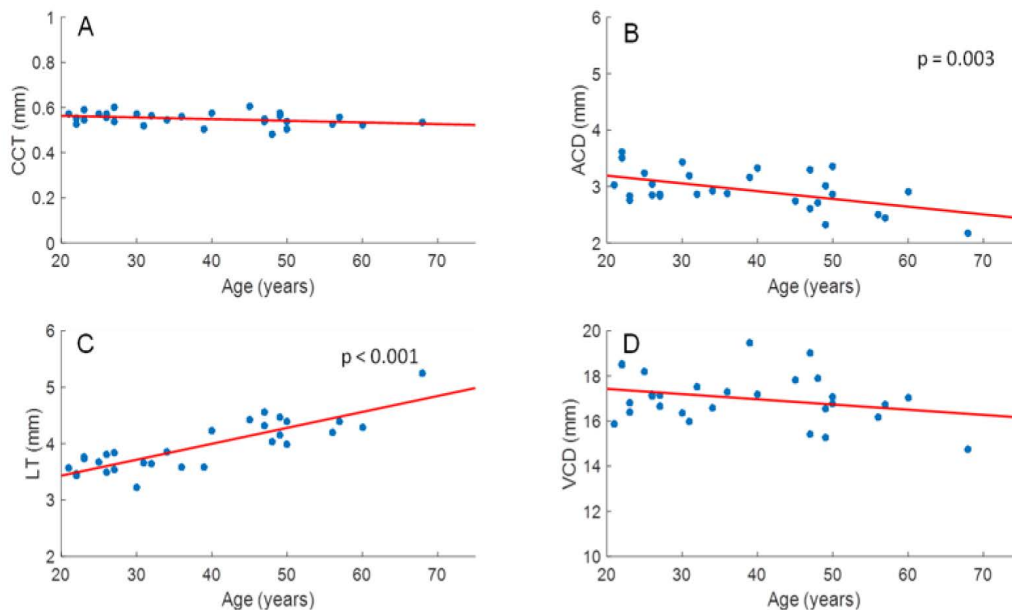 A
CCT (mm)
1
0.8
0.6
0.4
0.2
0
20 30 40 50 60 70
Age (years)
B
p = 0.003
ACD (mm)
6
5
4
3
2
20 30 40 50 60 70
Age (years)
C
p < 0.001
LT (mm)
6
5
4
3
2
20 30 40 50 60 70
Age (years)
D
VCD (mm)
20
18
16
14
12
10
20 30 40 50 60 70
Age (years)